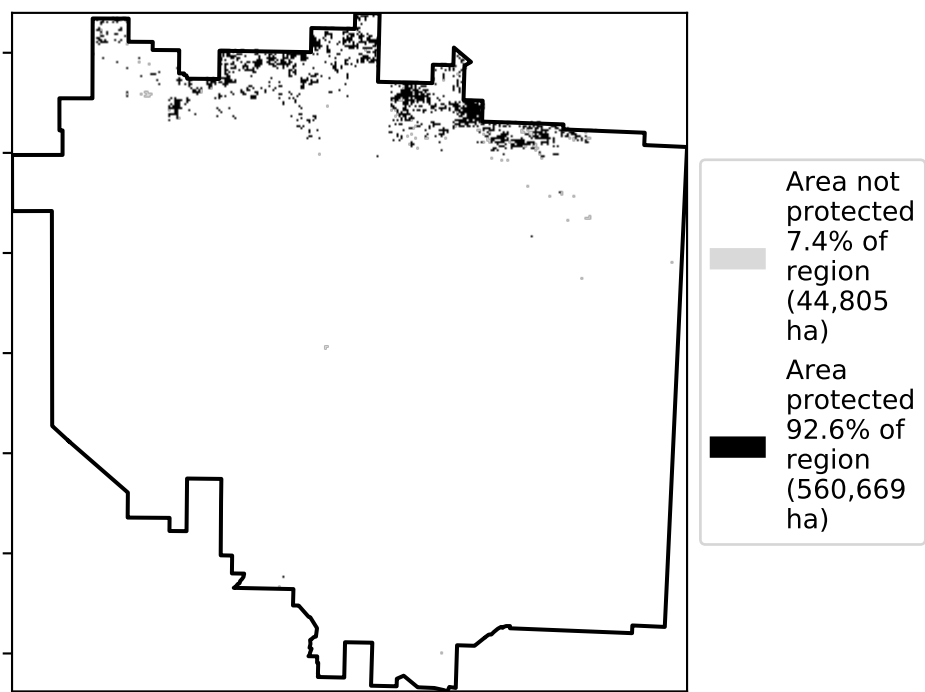 Area not
protected
7.4% of
region
(44,805
ha)
Area
protected
92.6% of
region
(560,669
ha)